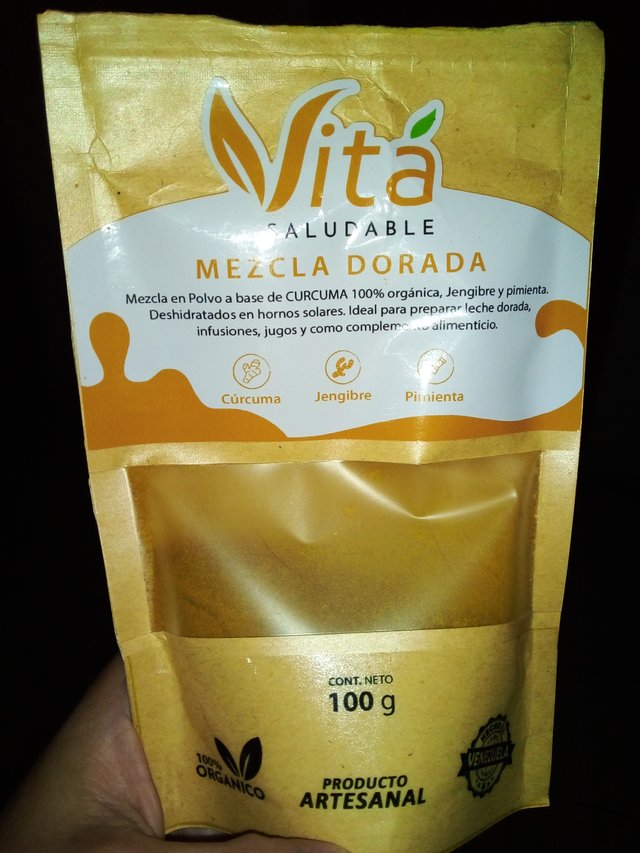 Vitá
SALUDABLE
MEZCLA DORADA
Mezcla en Polvo a base de CURCUMA 100% orgánica, Jengibre y pimienta.
Deshidratados en hornos solares. Ideal para preparar leche dorada,
infusiones, jugos y como complemento alimenticio.
Cúrcuma Jengibre Pimienta
CONT. NETO
100 g
100%
ORGANICO
PRODUCTO
ARTESANAL
VENEZUELA